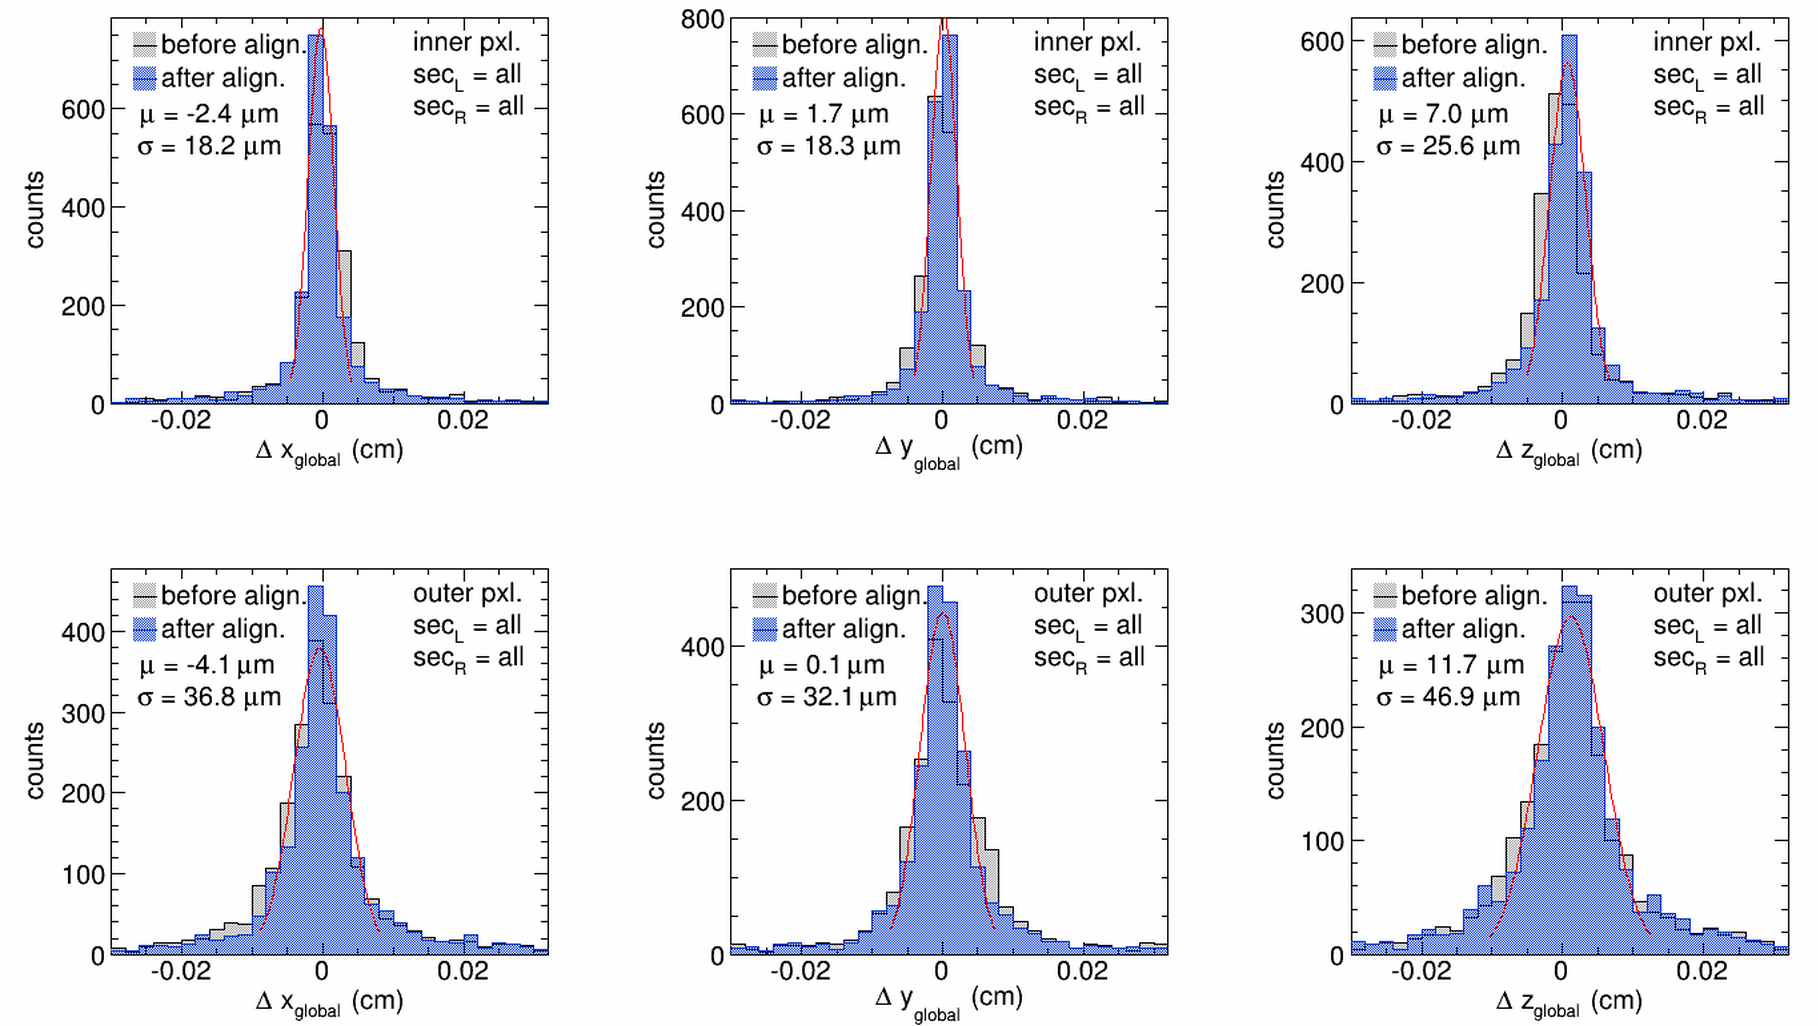 before align.
after align.
μ = -2.4 μm
σ = 18.2 μm
inner pxl.
sec_L = all
sec_R = all
counts
600
400
200
0
-0.02 0 0.02
Δ x_global (cm)
before align.
after align.
μ = 1.7 μm
σ = 18.3 μm
inner pxl.
sec_L = all
sec_R = all
counts
800
600
400
200
0
-0.02 0 0.02
Δ y_global (cm)
before align.
after align.
μ = 7.0 μm
σ = 25.6 μm
inner pxl.
sec_L = all
sec_R = all
counts
600
400
200
0
-0.02 0 0.02
Δ z_global (cm)
before align.
after align.
μ = -4.1 μm
σ = 36.8 μm
outer pxl.
sec_L = all
sec_R = all
counts
400
300
200
100
0
-0.02 0 0.02
Δ x_global (cm)
before align.
after align.
μ = 0.1 μm
σ = 32.1 μm
outer pxl.
sec_L = all
sec_R = all
counts
400
200
0
-0.02 0 0.02
Δ y_global (cm)
before align.
after align.
μ = 11.7 μm
σ = 46.9 μm
outer pxl.
sec_L = all
sec_R = all
counts
300
200
100
0
-0.02 0 0.02
Δ z_global (cm)